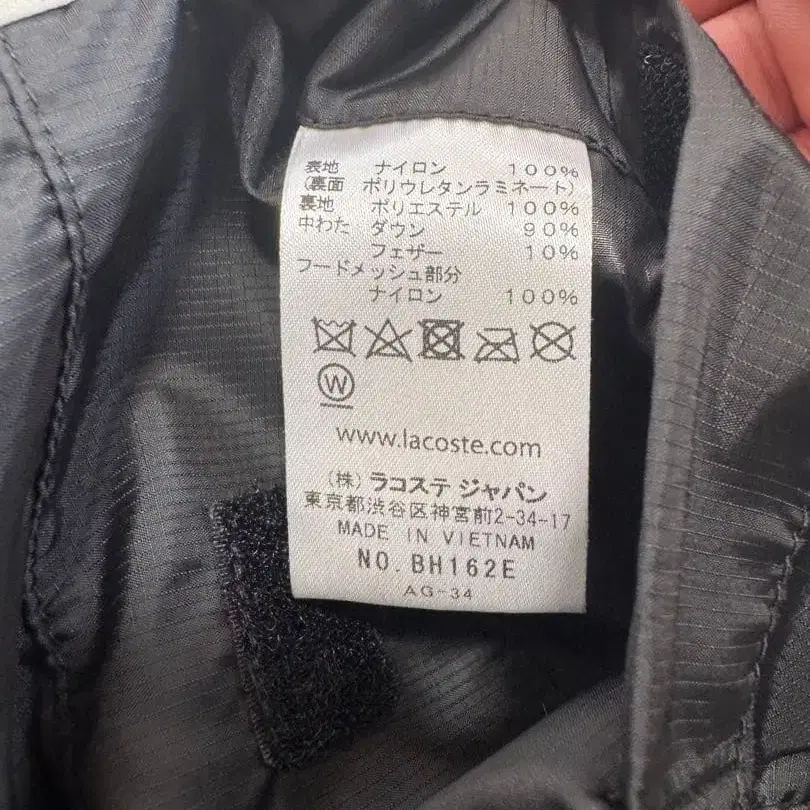 表地 ナイロン 100%
(裏面 ポリウレタンラミネート)
裏地 ポリエステル 100%
中わた ダウン 90%
フェザー 10%
フードメッシュ部分
ナイロン 100%
W
www.lacoste.com
(株) ラコステ ジャパン
東京都渋谷区神宮前2-34-17
MADE IN VIETNAM
NO. BH162E
AG-34